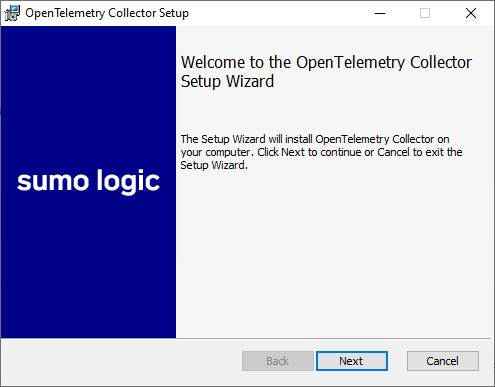 OpenTelemetry Collector Setup
Welcome to the OpenTelemetry Collector
Setup Wizard
The Setup Wizard will install OpenTelemetry Collector on
your computer. Click Next to continue or Cancel to exit the
Setup Wizard.
sumo logic
Back
Next
Cancel